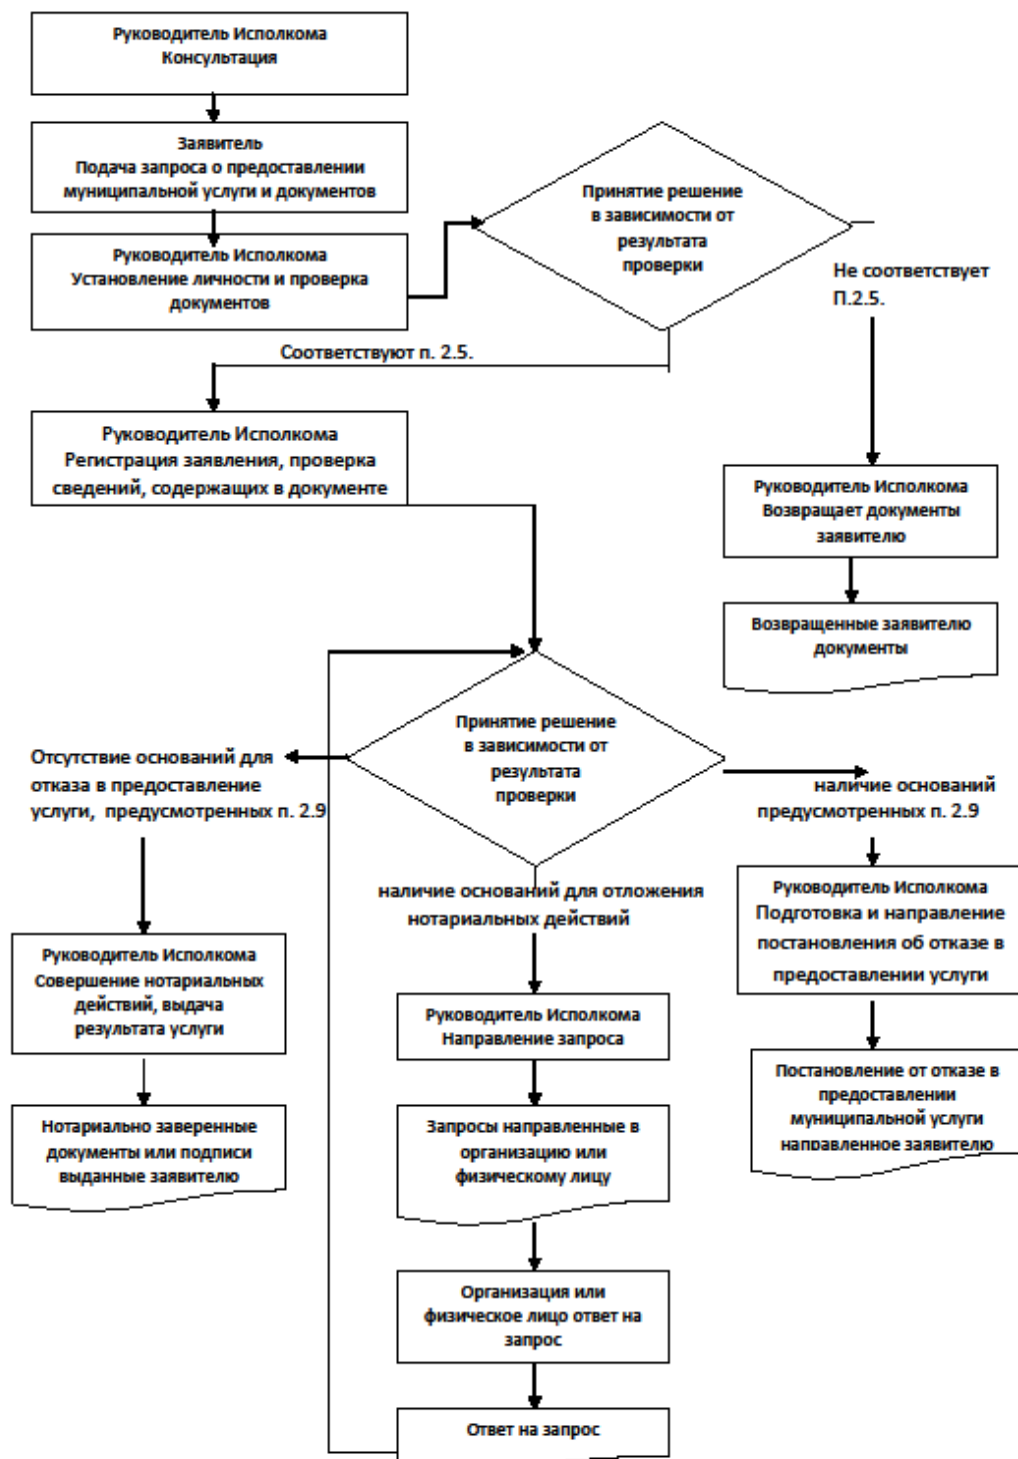 Руководитель Исполкома
Консультация
Заявитель
Подача запроса о предоставлении
муниципальной услуги и документов
Руководитель Исполкома
Установление личности и проверка
документов
Принятие решение
в зависимости от
результата
проверки
Не соответствует
П.2.5.
Соответствуют п. 2.5.
Руководитель Исполкома
Регистрация заявления, проверка
сведений, содержащих в документе
Руководитель Исполкома
Возвращает документы
заявителю
Возвращенные заявителю
документы
Принятие решение
в зависимости от
результата
проверки
Отсутствие оснований для
отказа в предоставление
услуги, предусмотренных п. 2.9
наличие оснований
предусмотренных п. 2.9
наличие оснований для отложения
нотариальных действий
Руководитель Исполкома
Подготовка и направление
постановления об отказе в
предоставлении услуги
Руководитель Исполкома
Совершение нотариальных
действий, выдача
результата услуги
Руководитель Исполкома
Направление запроса
Постановление от отказе в
предоставлении
муниципальной услуги
направленное заявителю
Нотариально заверенные
документы или подписи
выданные заявителю
Запросы направленные в
организацию или
физическому лицу
Организация или
физическое лицо ответ на
запрос
Ответ на запрос